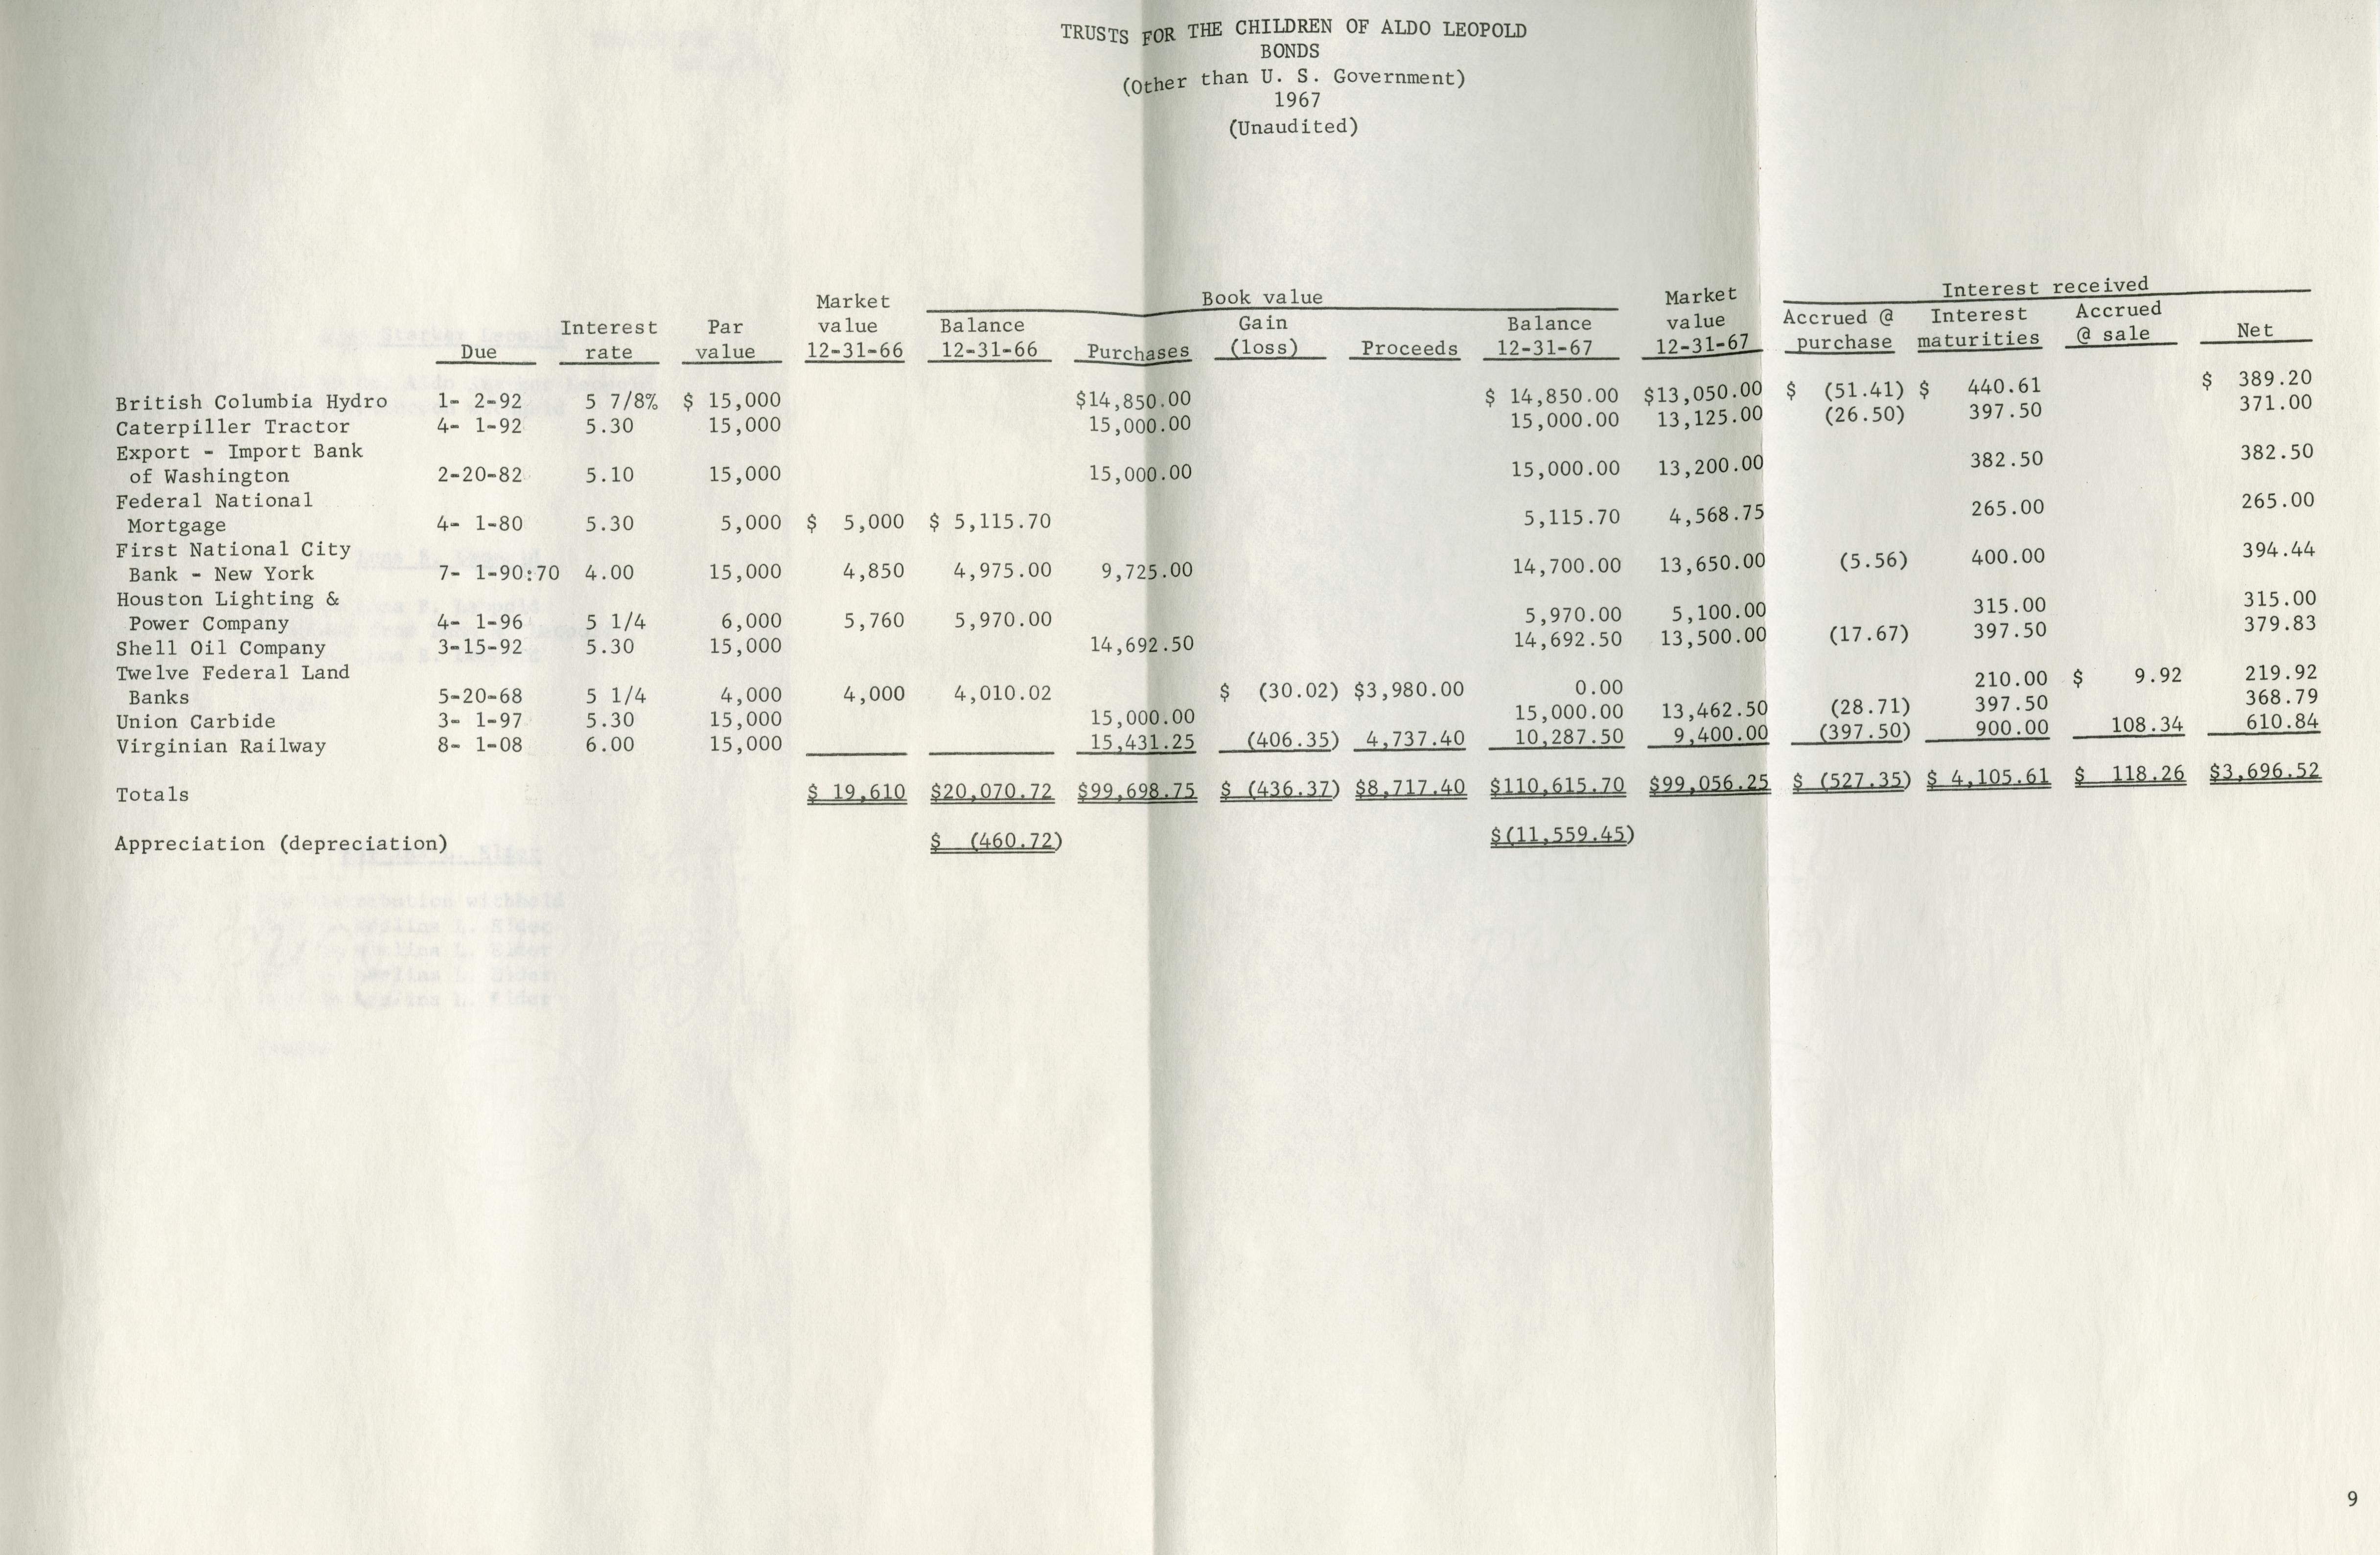 TRUSTS FOR THE CHILDREN OF ALDO LEOPOLD
BONDS
(Other than U. S. Government)
1967
(Unaudited)
Market Book value Market Interest received
Interest Par value Balance Gain Balance value Accrued @ Interest Accrued
Due rate value 12-31-66 12-31-66 Purchases (loss) Proceeds 12-31-67 12-31-67 purchase maturities @ sale Net
British Columbia Hydro 1- 2-92 5 7/8% $ 15,000 $14,850.00 $ 14,850.00 $13,050.00 $ (51.41) $ 440.61 $ 389.20
Caterpiller Tractor 4- 1-92 5.30 15,000 15,000.00 15,000.00 13,125.00 (26.50) 397.50 371.00
Export - Import Bank
of Washington 2-20-82 5.10 15,000 15,000.00 15,000.00 13,200.00 382.50 382.50
Federal National
Mortgage 4- 1-80 5.30 5,000 $ 5,000 $ 5,115.70 5,115.70 4,568.75 265.00 265.00
First National City
Bank - New York 7- 1-90:70 4.00 15,000 4,850 4,975.00 9,725.00 14,700.00 13,650.00 (5.56) 400.00 394.44
Houston Lighting &
Power Company 4- 1-96 5 1/4 6,000 5,760 5,970.00 5,970.00 5,100.00 315.00 315.00
Shell Oil Company 3-15-92 5.30 15,000 14,692.50 14,692.50 13,500.00 (17.67) 397.50 379.83
Twelve Federal Land
Banks 5-20-68 5 1/4 4,000 4,000 4,010.02 $ (30.02) $3,980.00 0.00 210.00 $ 9.92 219.92
Union Carbide 3- 1-97 5.30 15,000 15,000.00 15,000.00 13,462.50 (28.71) 397.50 368.79
Virginian Railway 8- 1-08 6.00 15,000 15,431.25 (406.35) 4,737.40 10,287.50 9,400.00 (397.50) 900.00 108.34 610.84
Totals $ 19,610 $20,070.72 $99,698.75 $ (436.37) $8,717.40 $110,615.70 $99,056.25 $ (527.35) $ 4,105.61 $ 118.26 $3,696.52
Appreciation (depreciation) $ (460.72) $(11,559.45)
9